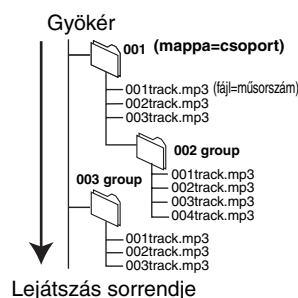 Gyökér
001 (mappa=csoport)
001track.mp3 (fájl=műsorszám)
002track.mp3
003track.mp3
002 group
001track.mp3
002track.mp3
003track.mp3
004track.mp3
003 group
001track.mp3
002track.mp3
003track.mp3
Lejátszás sorrendje